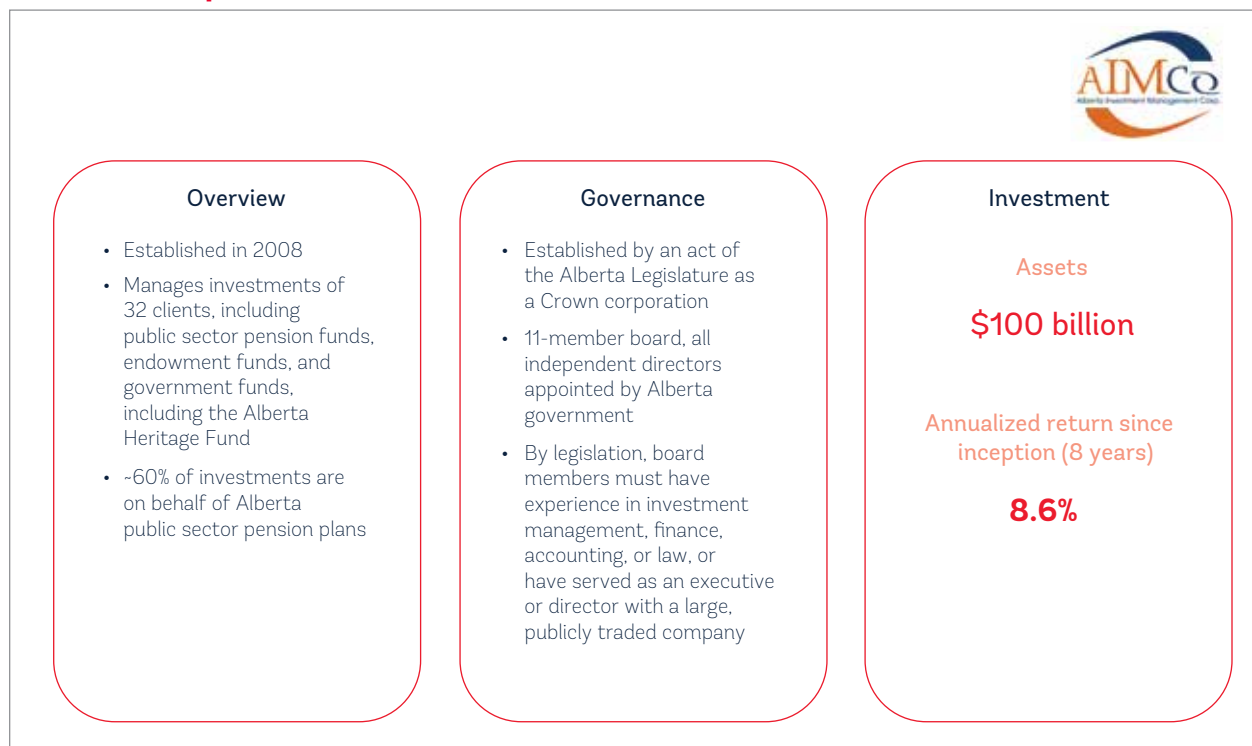 AIMCo
Alberta Investment Management Corp.
Overview
• Established in 2008
• Manages investments of
32 clients, including
public sector pension funds,
endowment funds, and
government funds,
including the Alberta
Heritage Fund
• ~60% of investments are
on behalf of Alberta
public sector pension plans
Governance
• Established by an act of
the Alberta Legislature as
a Crown corporation
• 11-member board, all
independent directors
appointed by Alberta
government
• By legislation, board
members must have
experience in investment
management, finance,
accounting, or law, or
have served as an executive
or director with a large,
publicly traded company
Investment
Assets
$100 billion
Annualized return since
inception (8 years)
8.6%